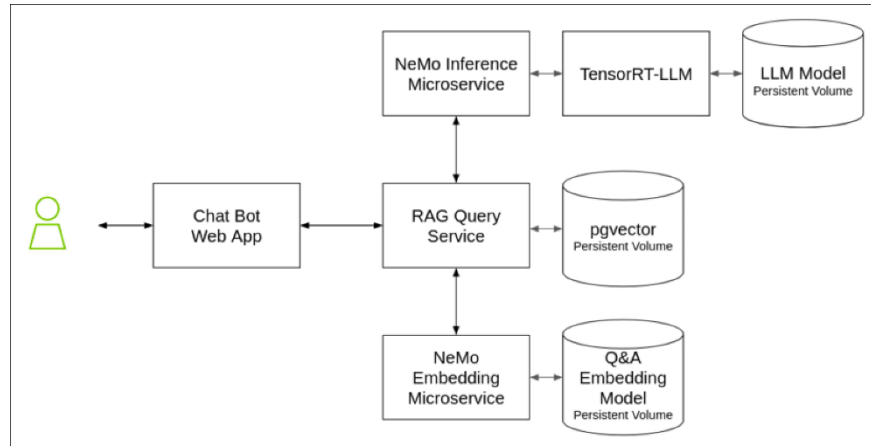 NeMo Inference
Microservice
TensorRT-LLM
LLM Model
Persistent Volume
Chat Bot
Web App
RAG Query
Service
pgvector
Persistent Volume
NeMo
Embedding
Microservice
Q&A
Embedding
Model
Persistent Volume